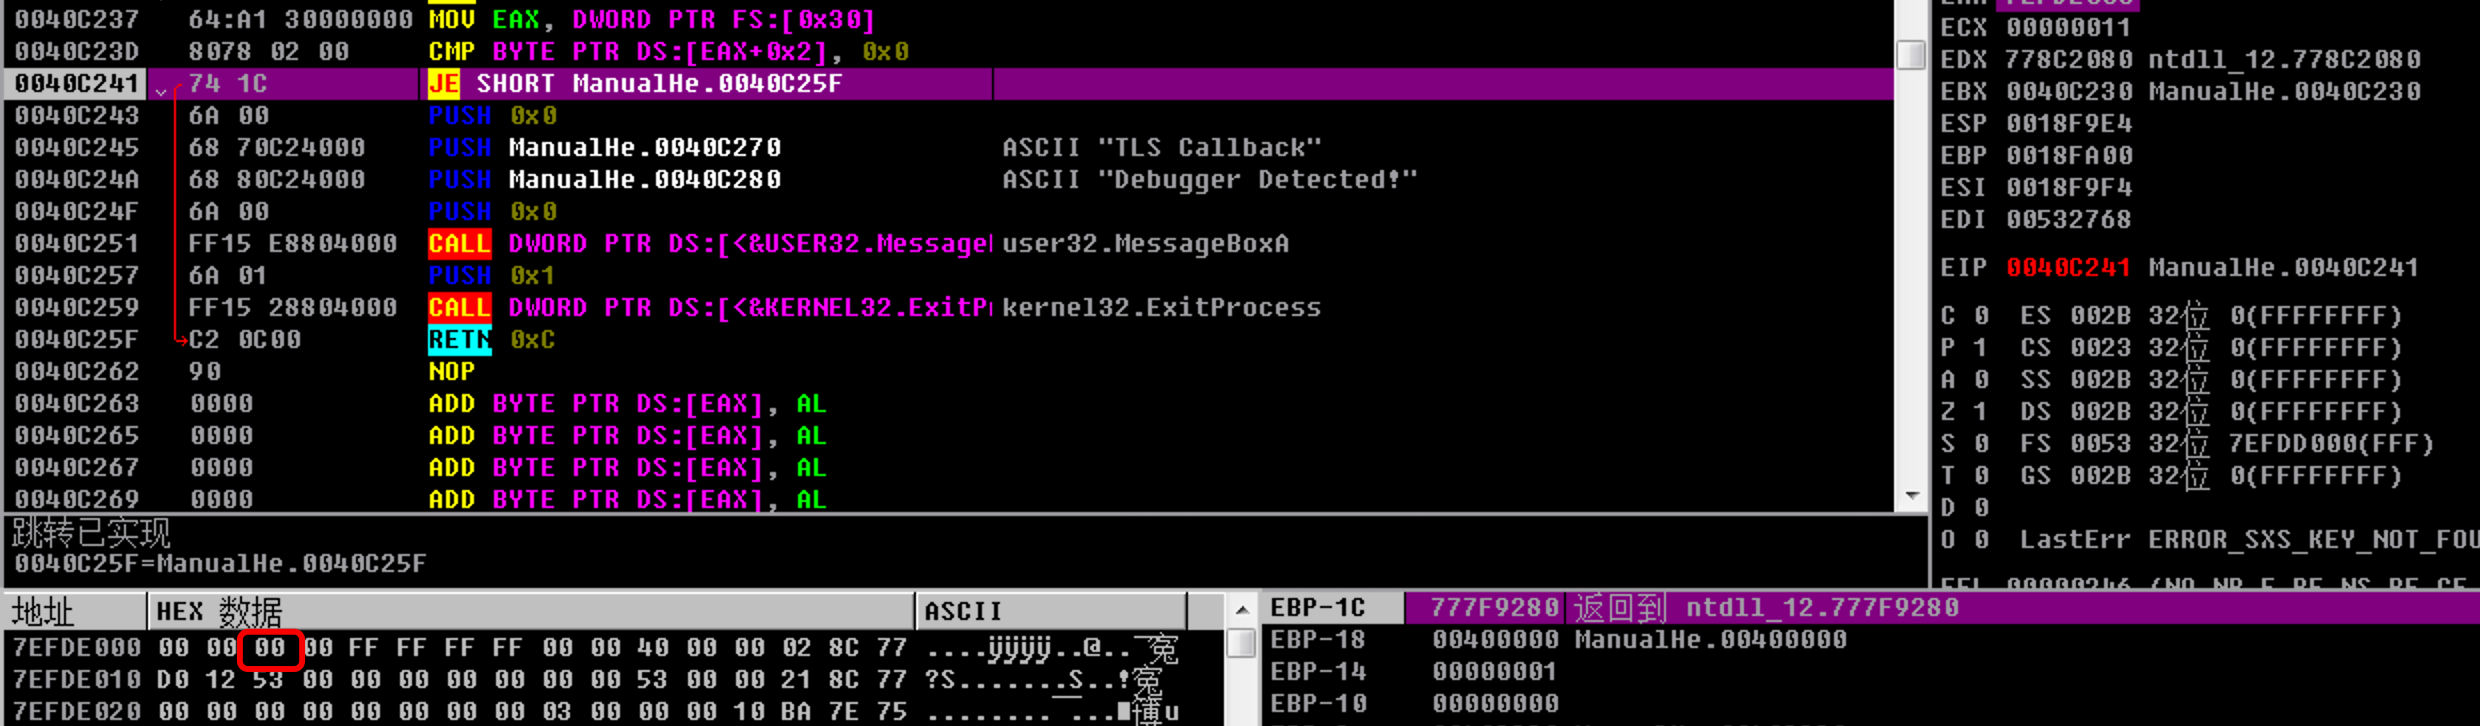 0040C237 64:A1 30000000 MOV EAX, DWORD PTR FS:[0x30]
0040C23D 8078 02 00 CMP BYTE PTR DS:[EAX+0x2], 0x0
0040C241 74 1C JE SHORT ManualHe.0040C25F
0040C243 6A 00 PUSH 0x0
0040C245 68 70C24000 PUSH ManualHe.0040C270 ASCII "TLS Callback"
0040C24A 68 80C24000 PUSH ManualHe.0040C280 ASCII "Debugger Detected!"
0040C24F 6A 00 PUSH 0x0
0040C251 FF15 E8804000 CALL DWORD PTR DS:[<&USER32.Message user32.MessageBoxA
0040C257 6A 01 PUSH 0x1
0040C259 FF15 28804000 CALL DWORD PTR DS:[<&KERNEL32.ExitP kernel32.ExitProcess
0040C25F C2 0C00 RETN 0xC
0040C262 90 NOP
0040C263 0000 ADD BYTE PTR DS:[EAX], AL
0040C265 0000 ADD BYTE PTR DS:[EAX], AL
0040C267 0000 ADD BYTE PTR DS:[EAX], AL
0040C269 0000 ADD BYTE PTR DS:[EAX], AL
跳转已实现
0040C25F=ManualHe.0040C25F
ECX 00000011
EDX 778C2080 ntdll_12.778C2080
EBX 0040C230 ManualHe.0040C230
ESP 0018F9E4
EBP 0018FA00
ESI 0018F9F4
EDI 00532768
EIP 0040C241 ManualHe.0040C241
C 0 ES 002B 32位 0(FFFFFFFF)
P 1 CS 0023 32位 0(FFFFFFFF)
A 0 SS 002B 32位 0(FFFFFFFF)
Z 1 DS 002B 32位 0(FFFFFFFF)
S 0 FS 0053 32位 7EFDD000(FFF)
T 0 GS 002B 32位 0(FFFFFFFF)
D 0
O 0 LastErr ERROR_SXS_KEY_NOT_FOU
地址 HEX 数据 ASCII
7EFDE000 00 00 00 00 FF FF FF FF 00 00 40 00 00 02 8C 77 ....ÿÿÿÿ..@..
7EFDE010 D0 12 53 00 00 00 00 00 00 00 53 00 00 21 8C 77 ?S.......S..!
7EFDE020 00 00 00 00 00 00 00 00 03 00 00 00 10 BA 7E 75
EBP-1C 777F9280 返回到 ntdll_12.777F9280
EBP-18 00400000 ManualHe.00400000
EBP-14 00000001
EBP-10 00000000